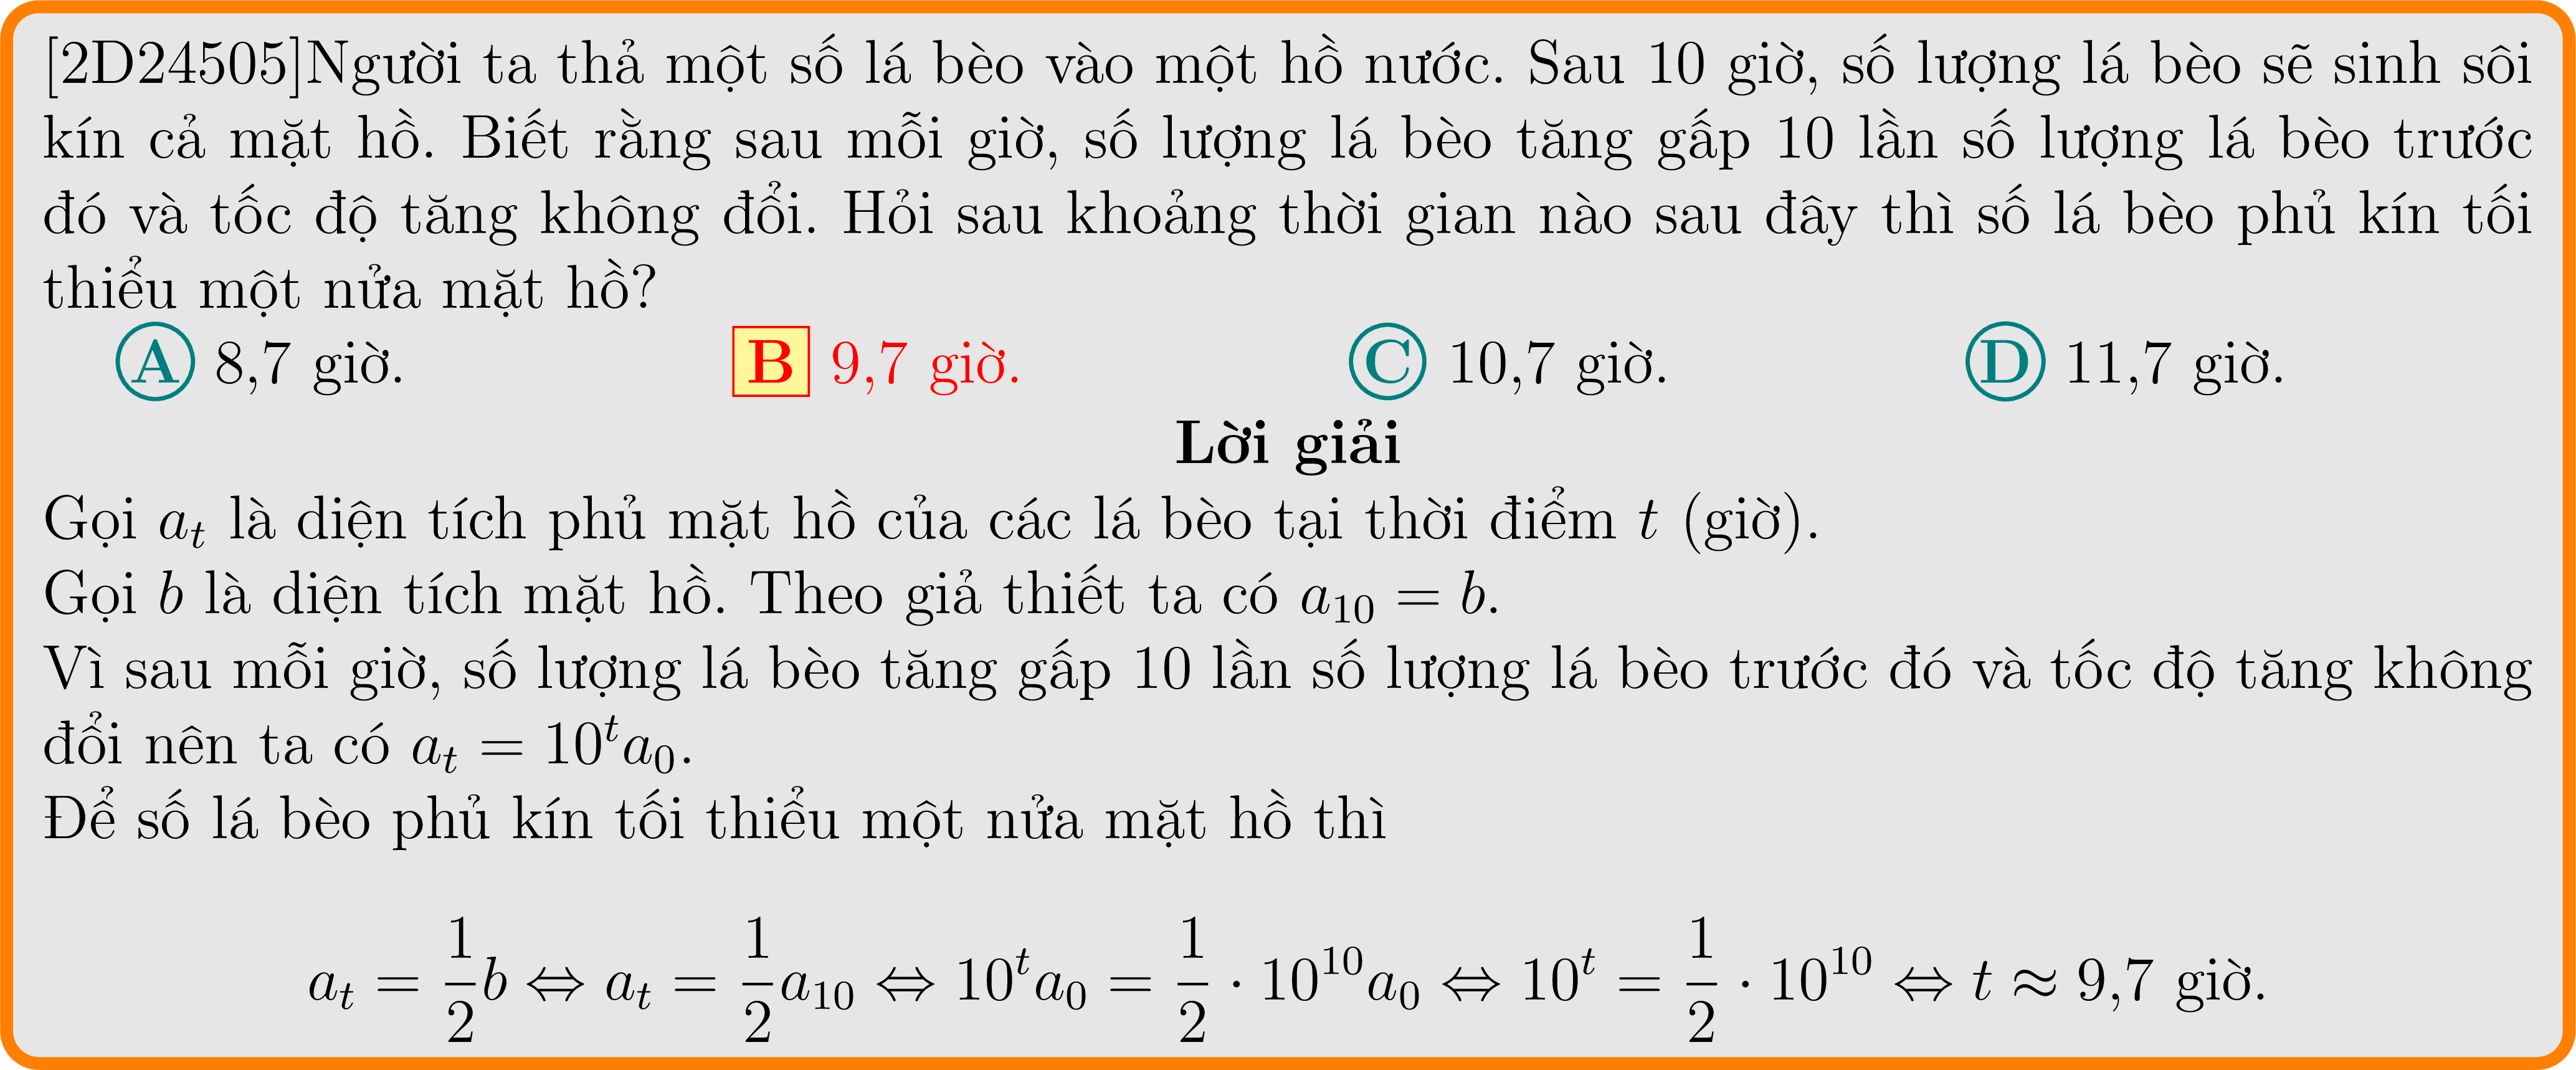 [2D24505]Người ta thả một số lá bèo vào một hồ nước. Sau 10 giờ, số lượng lá bèo sẽ sinh sôi
kín cả mặt hồ. Biết rằng sau mỗi giờ, số lượng lá bèo tăng gấp 10 lần số lượng lá bèo trước
đó và tốc độ tăng không đổi. Hỏi sau khoảng thời gian nào sau đây thì số lá bèo phủ kín tối
thiểu một nửa mặt hồ?
A 8,7 giờ. B 9,7 giờ. C 10,7 giờ. D 11,7 giờ.
Lời giải
Gọi $a_t$ là diện tích phủ mặt hồ của các lá bèo tại thời điểm $t$ (giờ).
Gọi $b$ là diện tích mặt hồ. Theo giả thiết ta có $a_{10} = b$.
Vì sau mỗi giờ, số lượng lá bèo tăng gấp 10 lần số lượng lá bèo trước đó và tốc độ tăng không
đổi nên ta có $a_t = 10^t a_0$.
Để số lá bèo phủ kín tối thiểu một nửa mặt hồ thì
$a_t = \frac{1}{2}b \Leftrightarrow a_t = \frac{1}{2}a_{10} \Leftrightarrow 10^t a_0 = \frac{1}{2} \cdot 10^{10} a_0 \Leftrightarrow 10^t = \frac{1}{2} \cdot 10^{10} \Leftrightarrow t \approx 9,7$ giờ.